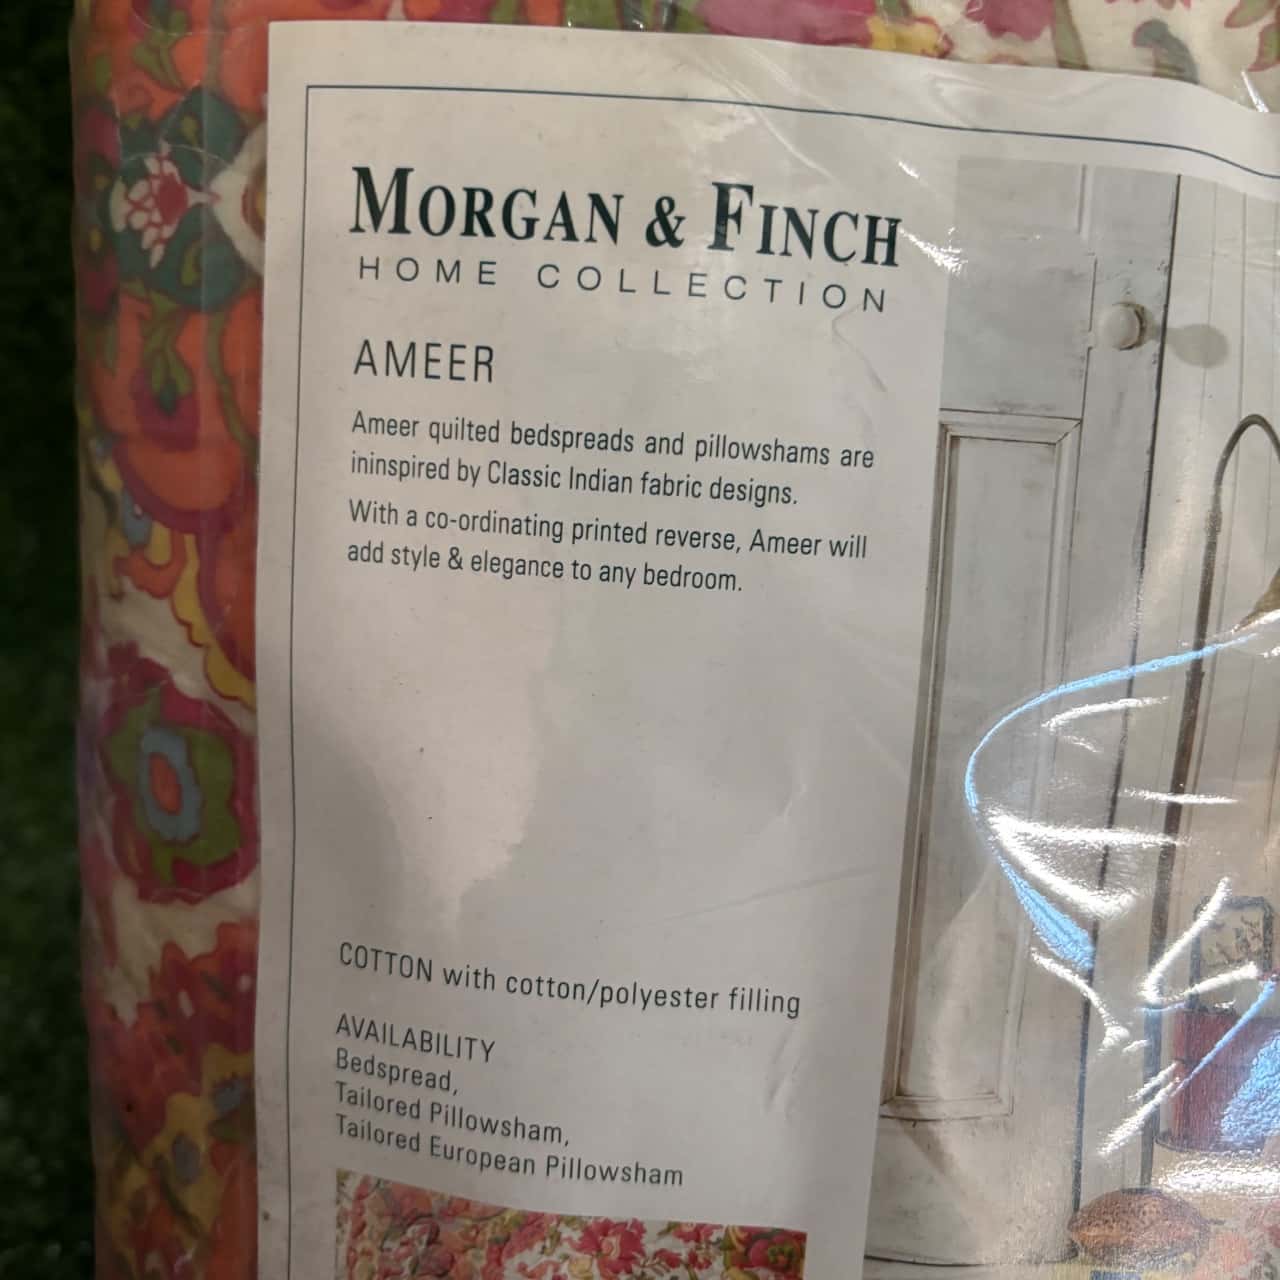 MORGAN & FINCH
HOME COLLECTION
AMEER
Ameer quilted bedspreads and pillowshams are
ininspired by Classic Indian fabric designs.
With a co-ordinating printed reverse, Ameer will
add style & elegance to any bedroom.
COTTON with cotton/polyester filling
AVAILABILITY
Bedspread,
Tailored Pillowsham,
Tailored European Pillowsham